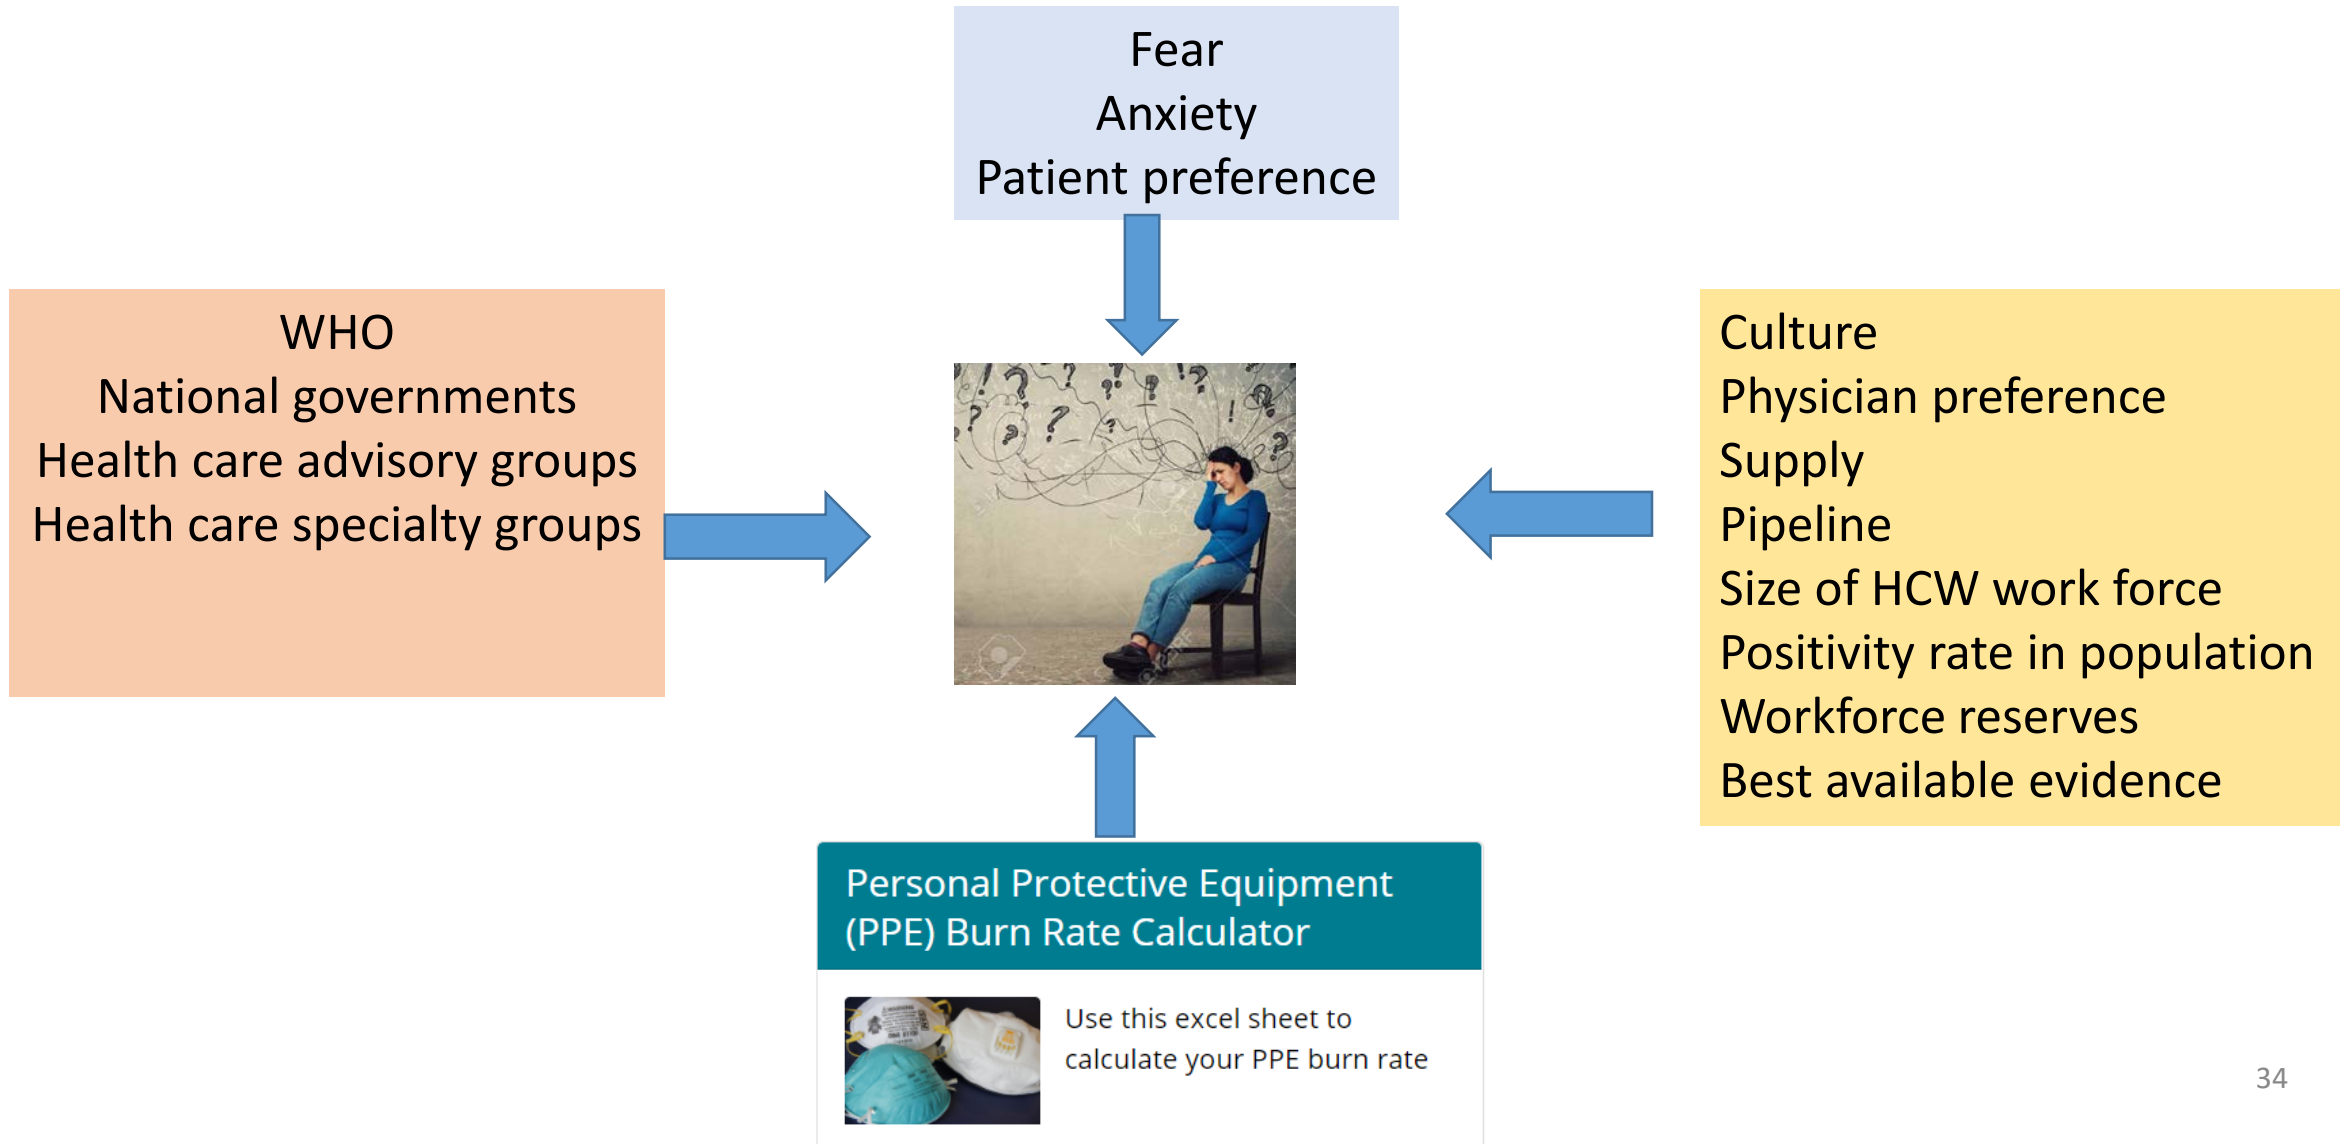 Fear
Anxiety
Patient preference
WHO
National governments
Health care advisory groups
Health care specialty groups
Culture
Physician preference
Supply
Pipeline
Size of HCW work force
Positivity rate in population
Workforce reserves
Best available evidence
Personal Protective Equipment
(PPE) Burn Rate Calculator
Use this excel sheet to
calculate your PPE burn rate
34